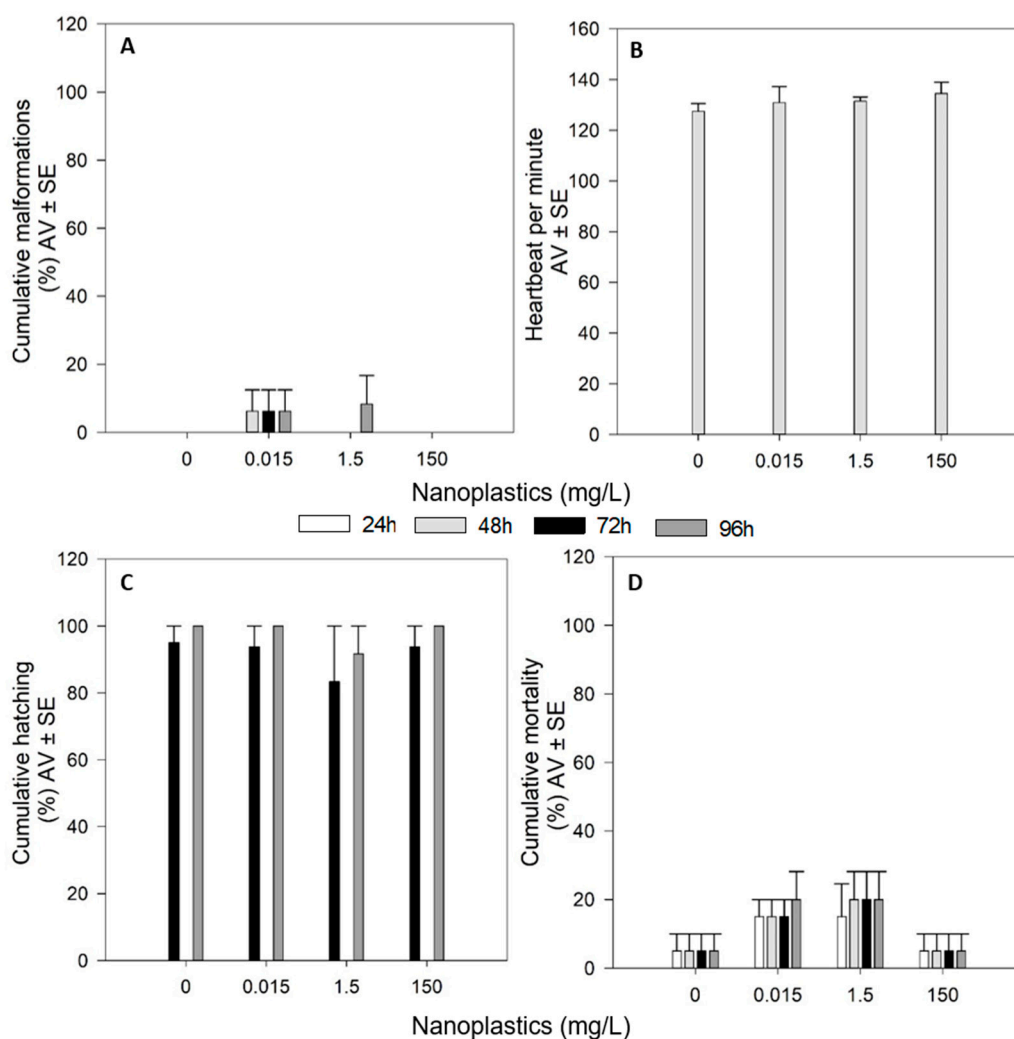 A
120
100
80
60
40
20
0
Cumulative malformations
(%) AV ± SE
0 0.015 1.5 150
B
160
140
120
100
80
60
40
20
0
Heartbeat per minute
AV ± SE
0 0.015 1.5 150
Nanoplastics (mg/L)
24h 48h 72h 96h
C
120
100
80
60
40
20
0
Cumulative hatching
(%) AV ± SE
0 0.015 1.5 150
D
120
100
80
60
40
20
0
Cumulative mortality
(%) AV ± SE
0 0.015 1.5 150
Nanoplastics (mg/L)